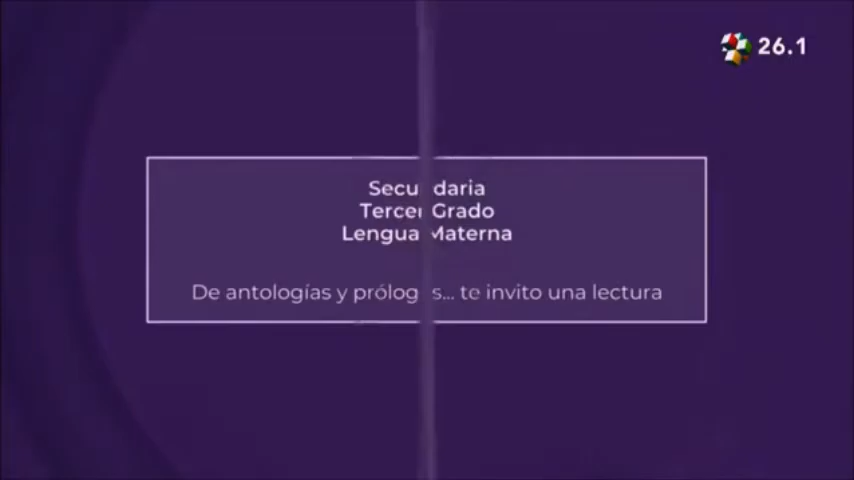 26.1
Secundaria
Tercer Grado
Lengua Materna
De antologías y prólogos... te invito una lectura